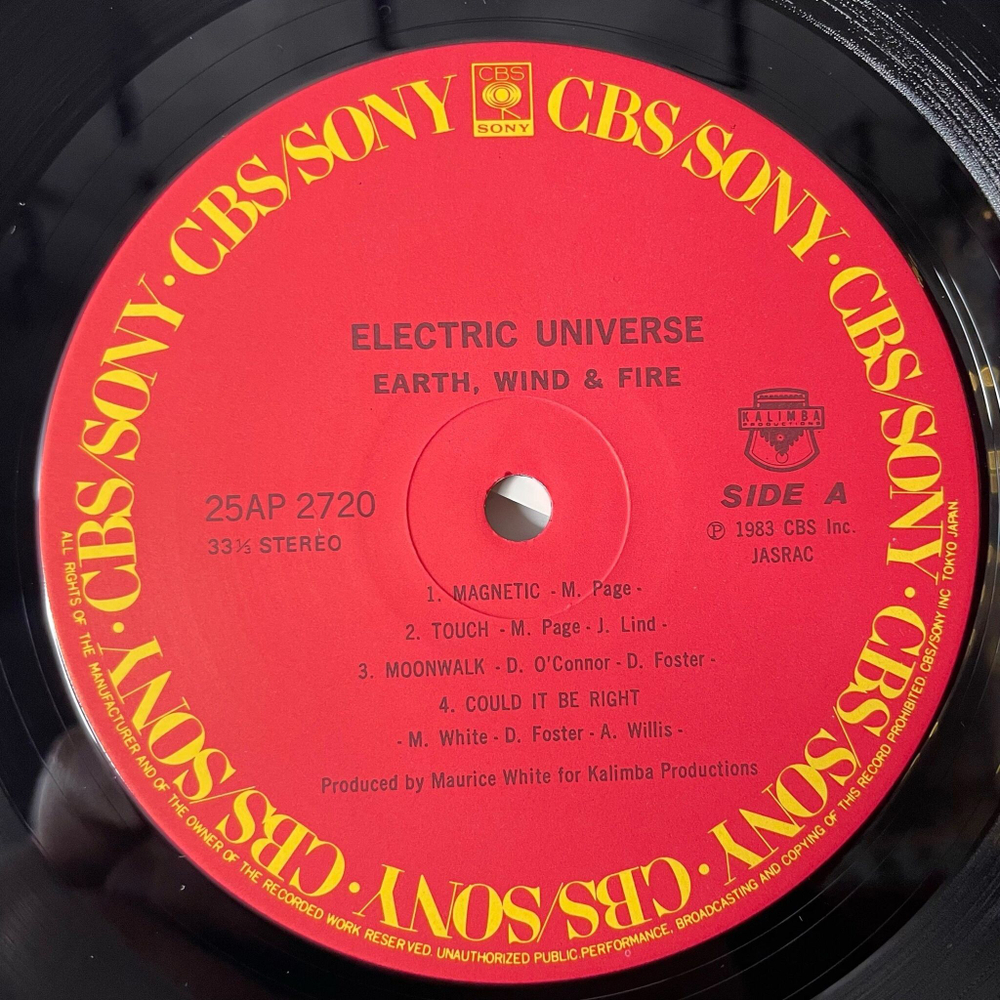 CBS
SONY
CBS/SONY · CBS/SONY · CBS/SONY · CBS/SONY · CBS/SONY · CBS/SONY · CBS/SONY · CBS/SONY
ELECTRIC UNIVERSE
EARTH, WIND & FIRE
KALIMBA
PRODUCTIONS
25AP 2720
33⅓ STEREO
SIDE A
Ⓟ 1983 CBS Inc.
JASRAC
1. MAGNETIC - M. Page -
2. TOUCH - M. Page - J. Lind -
3. MOONWALK - D. O'Connor - D. Foster -
4. COULD IT BE RIGHT
- M. White - D. Foster - A. Willis -
Produced by Maurice White for Kalimba Productions
ALL RIGHTS OF THE MANUFACTURER AND OF THE OWNER OF THE RECORDED WORK RESERVED. UNAUTHORIZED PUBLIC PERFORMANCE, BROADCASTING AND COPYING OF THIS RECORD PROHIBITED. CBS/SONY INC TOKYO JAPAN.